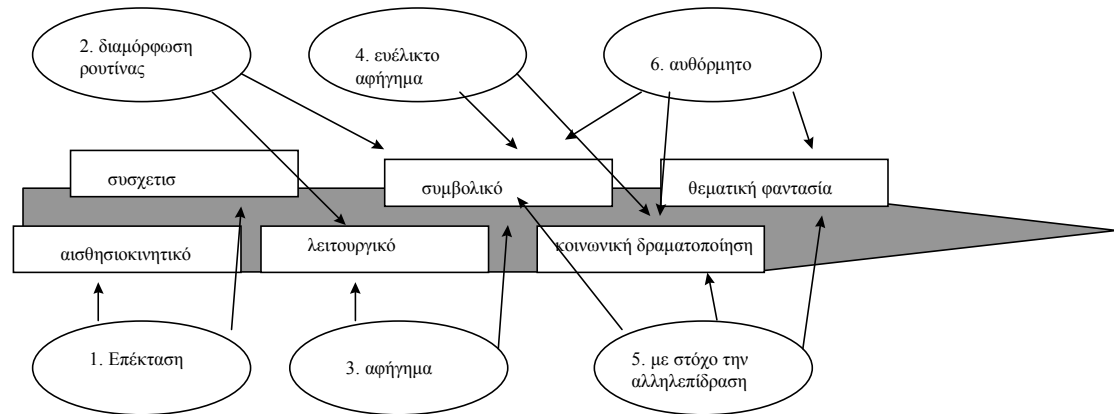 2. διαμόρφωση
ρουτίνας
4. ευέλικτο
αφήγημα
6. αυθόρμητο
συσχετισ
συμβολικό
θεματική φαντασία
αισθησιοκινητικό
λειτουργικό
κοινωνική δραματοποίηση
1. Επέκταση
3. αφήγημα
5. με στόχο την
αλληλεπίδραση